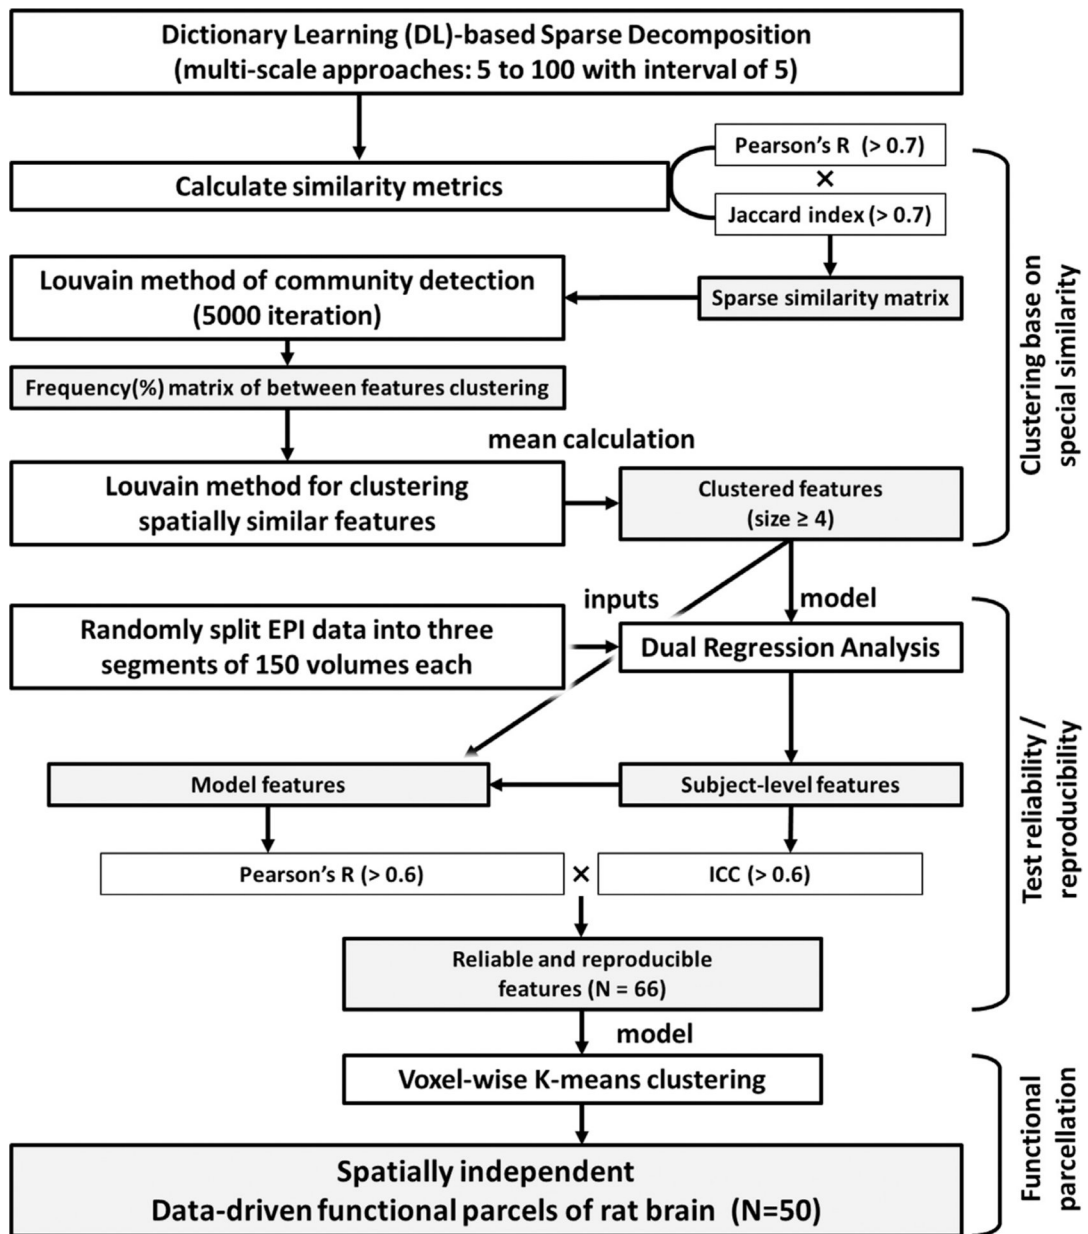 Dictionary Learning (DL)-based Sparse Decomposition
(multi-scale approaches: 5 to 100 with interval of 5)
Calculate similarity metrics
Pearson's R (> 0.7)
×
Jaccard index (> 0.7)
Louvain method of community detection
(5000 iteration)
Sparse similarity matrix
Frequency(%) matrix of between features clustering
mean calculation
Louvain method for clustering
spatially similar features
Clustered features
(size ≥ 4)
Clustering base on
special similarity
inputs
model
Randomly split EPI data into three
segments of 150 volumes each
Dual Regression Analysis
Model features
Subject-level features
Pearson's R (> 0.6)
×
ICC (> 0.6)
Reliable and reproducible
features (N = 66)
Test reliability /
reproducibility
model
Voxel-wise K-means clustering
Spatially independent
Data-driven functional parcels of rat brain (N=50)
Functional
parcellation